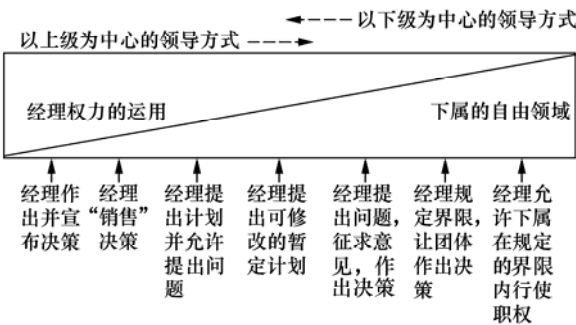 以下级为中心的领导方式
以上级为中心的领导方式
经理权力的运用
下属的自由领域
经理作
出并宣
布决策
经理
“销售”
决策
经理提
出计划
并允许
提出问
题
经理提
出可修
改的暂
定计划
经理提
出问题，
征求意
见，作
出决策
经理规
定界限，
让团体
作出决
策
经理允
许下属
在规定
的界限
内行使
职权